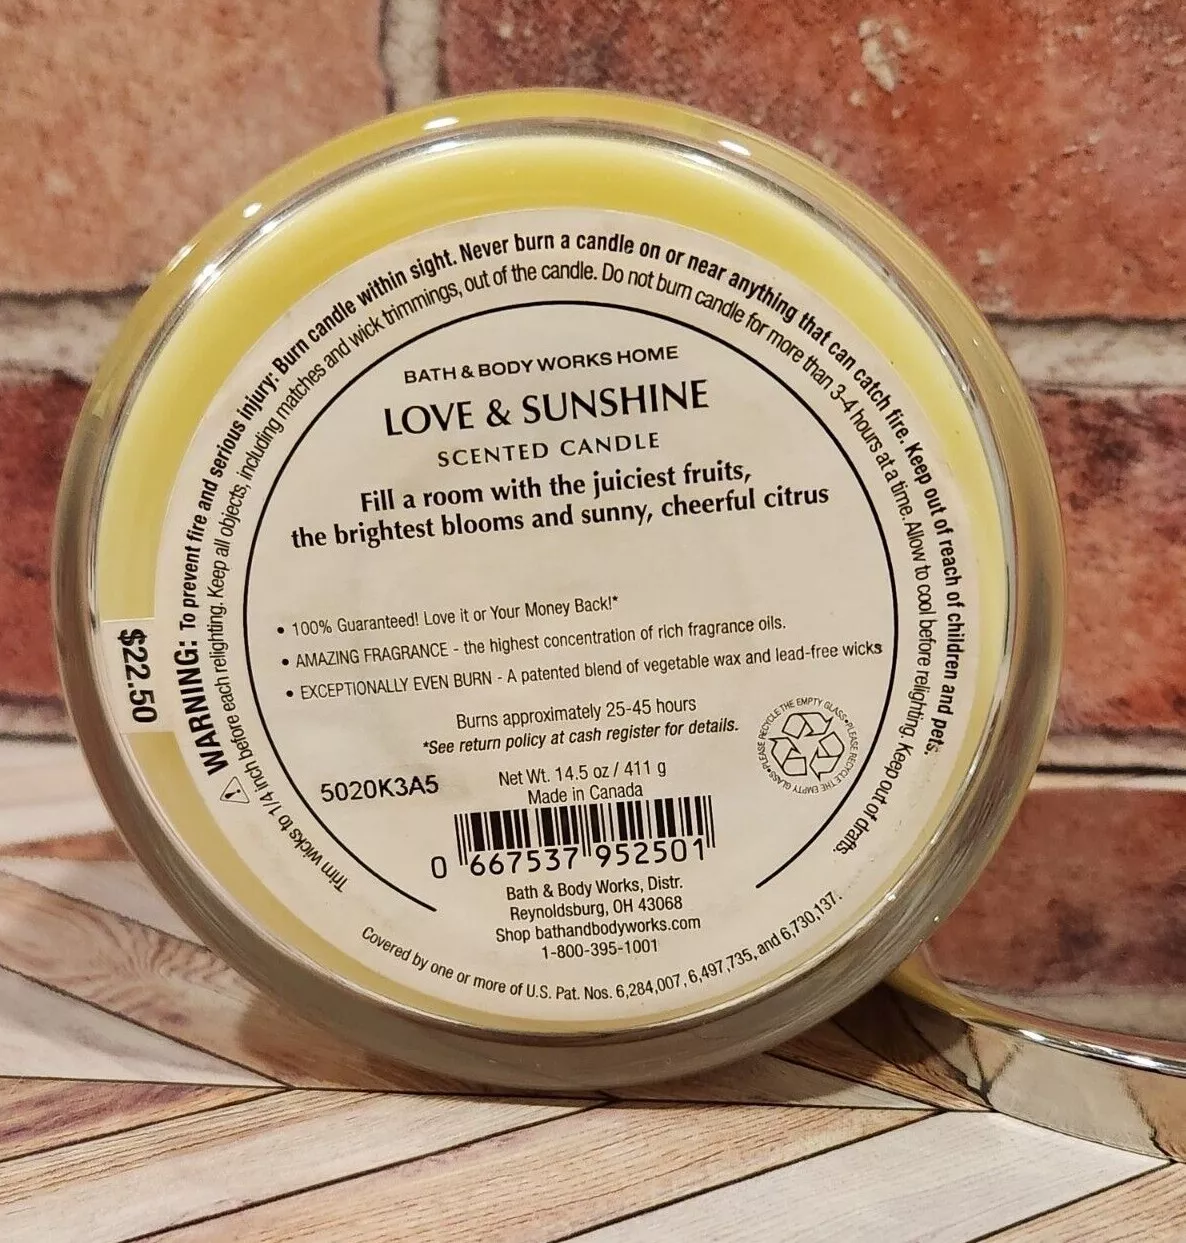 WARNING: To prevent fire and serious injury: Burn candle within sight. Never burn a candle on or near anything that can catch fire. Keep out of reach of children and pets.
Trim wicks to 1/4 inch before each relighting. Keep all objects, including matches and wick trimmings, out of the candle. Do not burn candle for more than 3-4 hours at a time. Allow to cool before relighting. Keep out of drafts.
BATH & BODY WORKS HOME
LOVE & SUNSHINE
SCENTED CANDLE
Fill a room with the juiciest fruits,
the brightest blooms and sunny, cheerful citrus
• 100% Guaranteed! Love it or Your Money Back!*
• AMAZING FRAGRANCE - the highest concentration of rich fragrance oils.
• EXCEPTIONALLY EVEN BURN - A patented blend of vegetable wax and lead-free wicks
Burns approximately 25-45 hours
*See return policy at cash register for details.
$22.50
PLEASE RECYCLE THE EMPTY GLASS • PLEASE RECYCLE THE EMPTY GLASS •
5020K3A5
Net Wt. 14.5 oz / 411 g
Made in Canada
0 667537 952501
Bath & Body Works, Distr.
Reynoldsburg, OH 43068
Shop bathandbodyworks.com
1-800-395-1001
Covered by one or more of U.S. Pat. Nos. 6,284,007, 6,497,735, and 6,730,137.